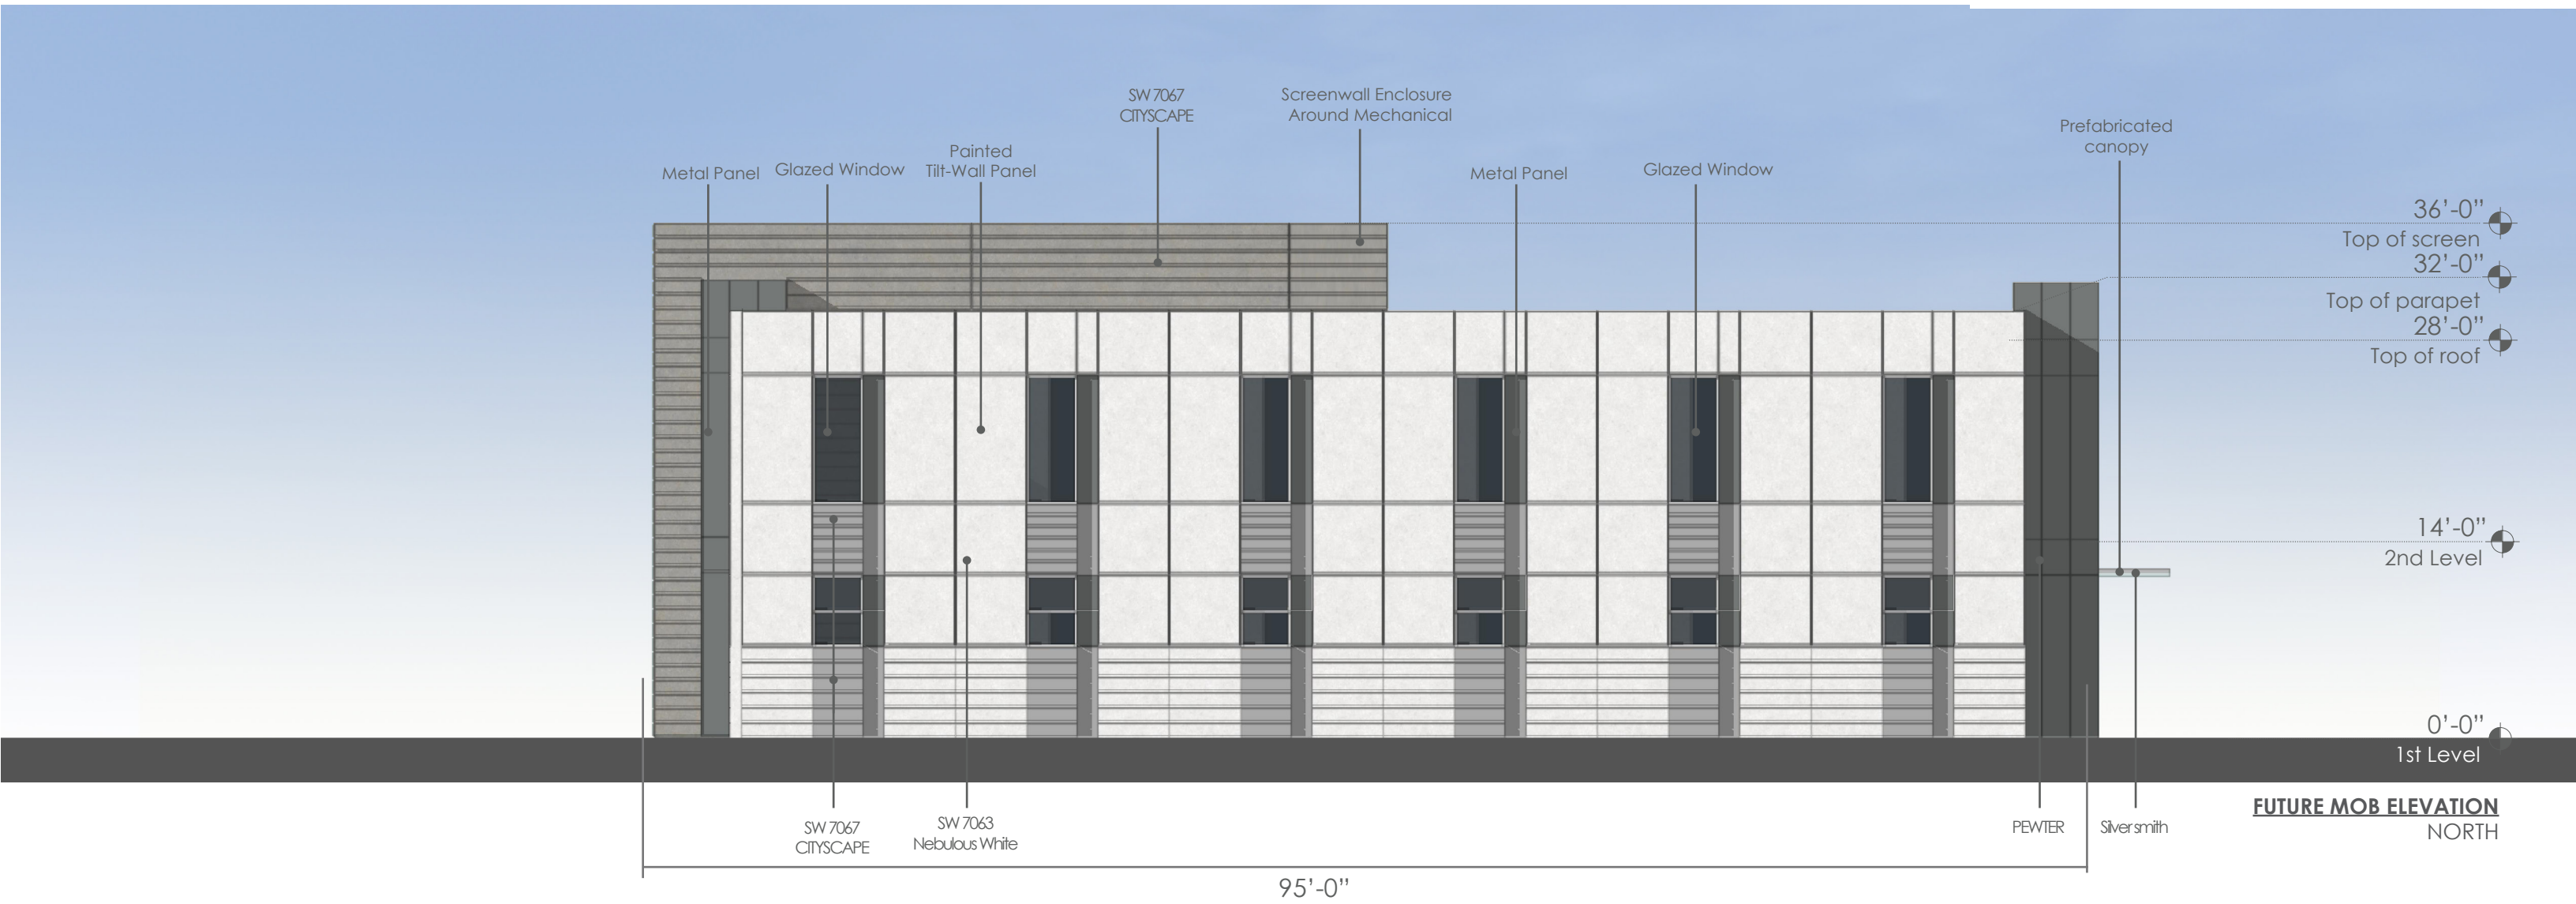 SW 7067
CITYSCAPE
Screenwall Enclosure
Around Mechanical
Prefabricated
canopy
Painted
Tilt-Wall Panel
Metal Panel
Glazed Window
Metal Panel
Glazed Window
36’-0”
Top of screen
32’-0”
Top of parapet
28’-0”
Top of roof
14’-0”
2nd Level
0’-0”
1st Level
SW 7067
CITYSCAPE
SW 7063
Nebulous White
PEWTER
Silversmith
FUTURE MOB ELEVATION
NORTH
95’-0”